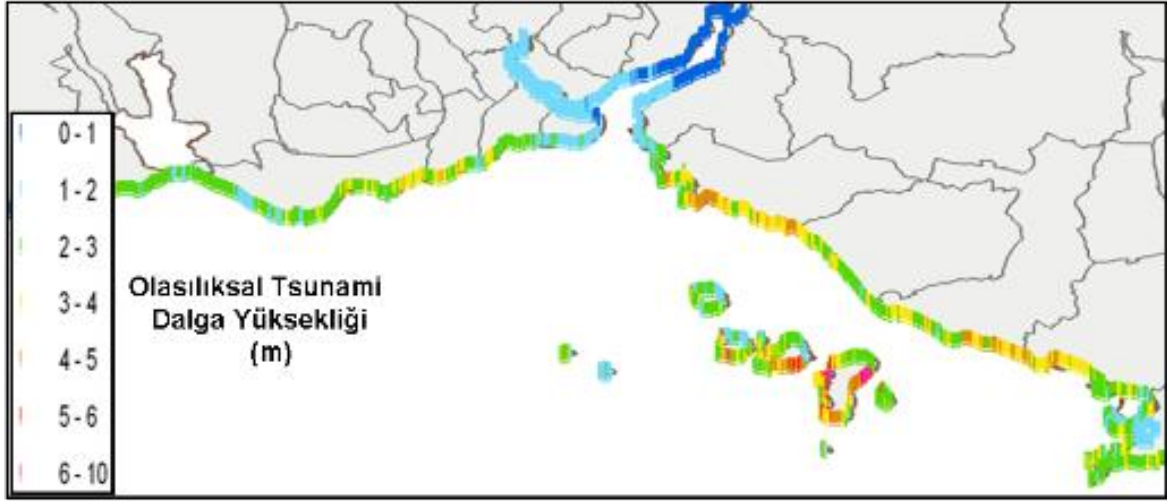 0-1
1-2
2-3
3-4
4-5
5-6
6-10
Olasılıksal Tsunami
Dalga Yüksekliği
(m)